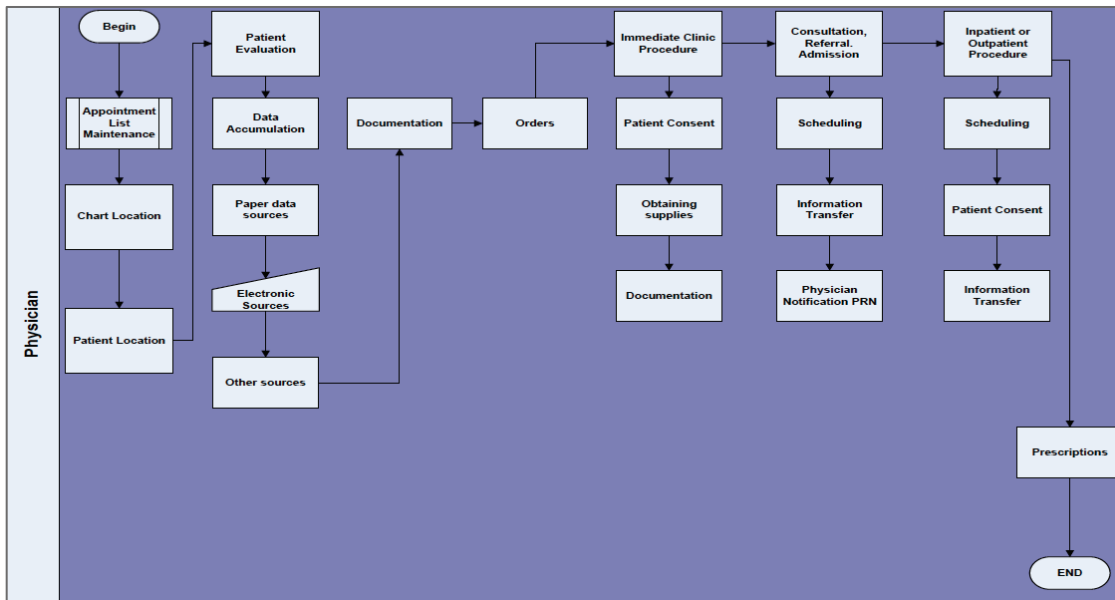 Physician
Begin
Appointment
List
Maintenance
Chart Location
Patient Location
Patient
Evaluation
Data
Accumulation
Paper data
sources
Electronic
Sources
Other sources
Documentation
Orders
Immediate Clinic
Procedure
Patient Consent
Obtaining
supplies
Documentation
Consultation,
Referral.
Admission
Scheduling
Information
Transfer
Physician
Notification PRN
Inpatient or
Outpatient
Procedure
Scheduling
Patient Consent
Information
Transfer
Prescriptions
END